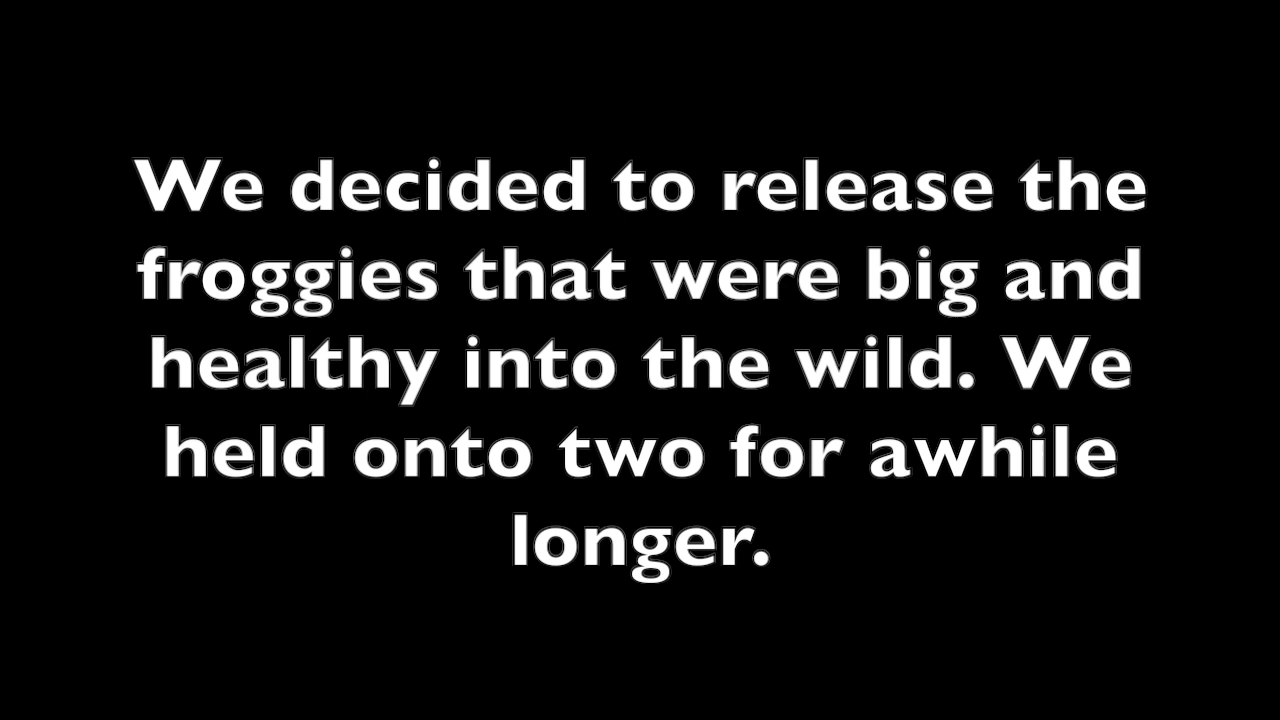 We decided to release the
froggies that were big and
healthy into the wild. We
held onto two for awhile
longer.